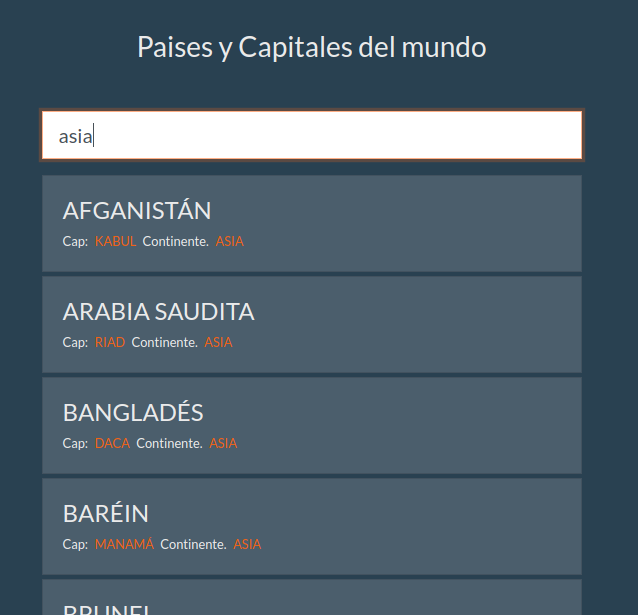 Paises y Capitales del mundo
asia
AFGANISTÁN
Cap: KABUL Continente. ASIA
ARABIA SAUDITA
Cap: RIAD Continente. ASIA
BANGLADÉS
Cap: DACA Continente. ASIA
BARÉIN
Cap: MANAMÁ Continente. ASIA
BRUNEI